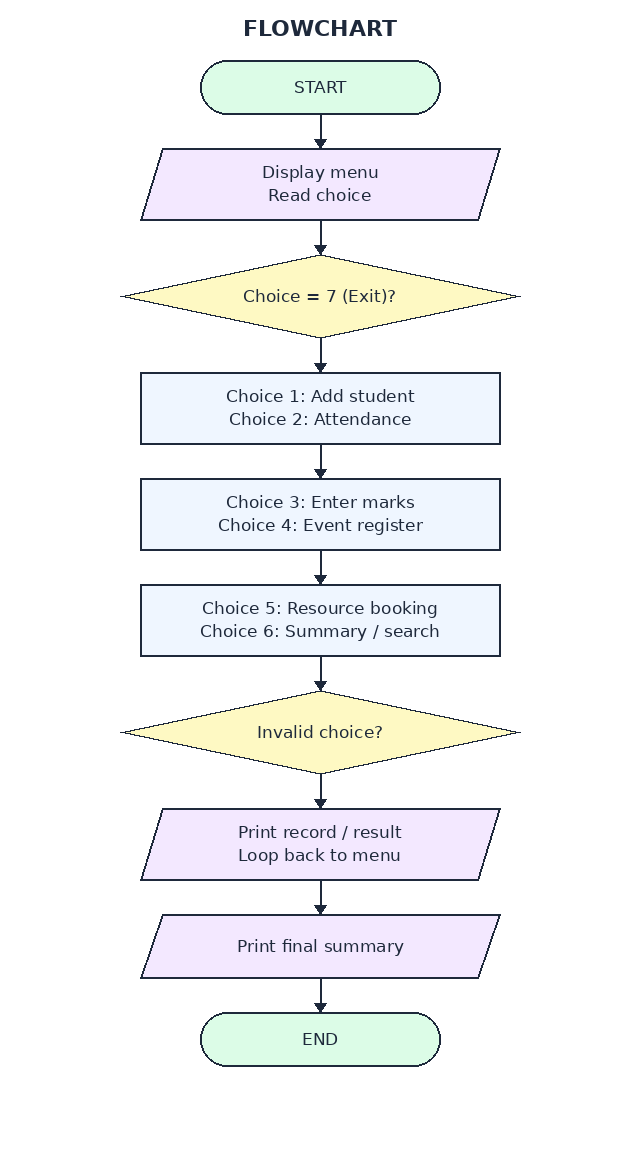 FLOWCHART
START
Display menu
Read choice
Choice = 7 (Exit)?
Choice 1: Add student
Choice 2: Attendance
Choice 3: Enter marks
Choice 4: Event register
Choice 5: Resource booking
Choice 6: Summary / search
Invalid choice?
Print record / result
Loop back to menu
Print final summary
END